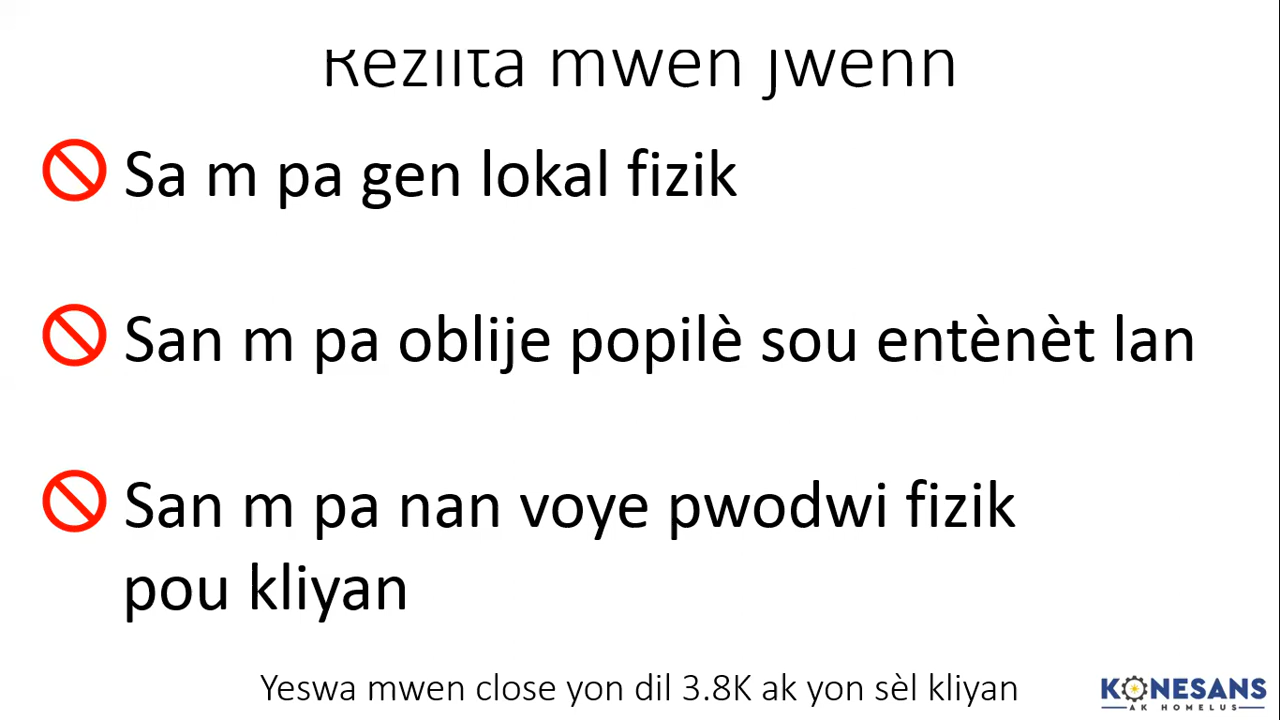 Rezilta mwen jwenn
Sa m pa gen lokal fizik
San m pa oblije popilè sou entènèt lan
San m pa nan voye pwodwi fizik
pou kliyan
Yeswa mwen close yon dil 3.8K ak yon sèl kliyan
KONESANS
AK HOMELUS